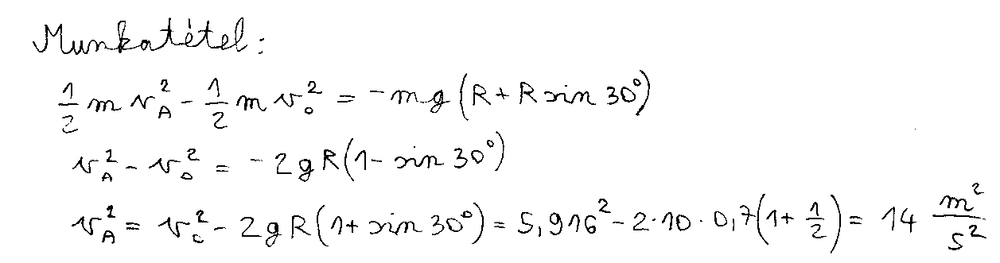 Munkatétel:
1/2 m v_A^2 - 1/2 m v_0^2 = -mg(R + R sin 30°)
v_A^2 - v_0^2 = -2gR(1 - sin 30°)
v_A^2 = v_0^2 - 2gR(1 + sin 30°) = 5,916^2 - 2·10·0,7(1 + 1/2) = 14 m^2/s^2